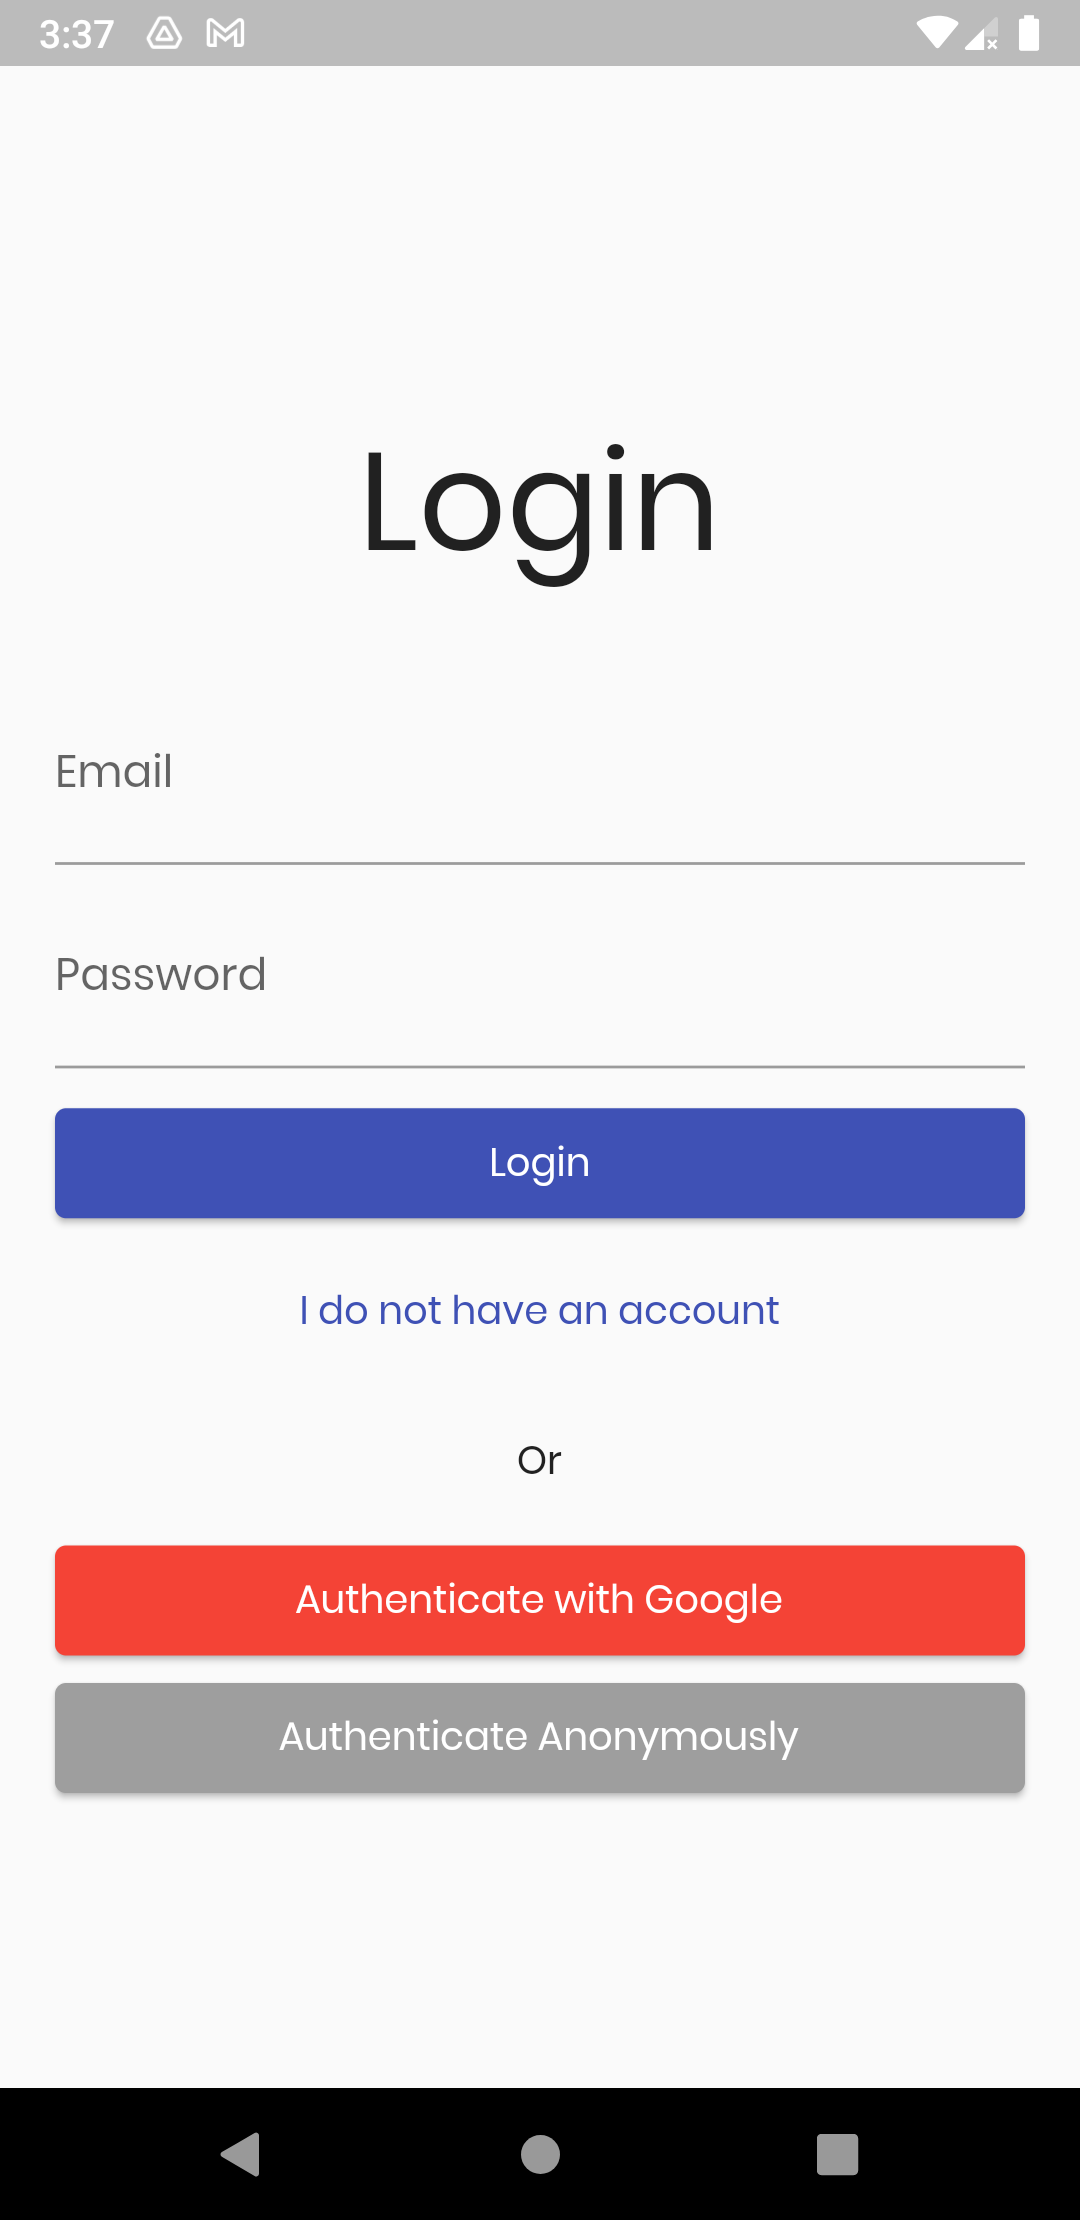 3:37
Login
Email
Password
Login
I do not have an account
Or
Authenticate with Google
Authenticate Anonymously